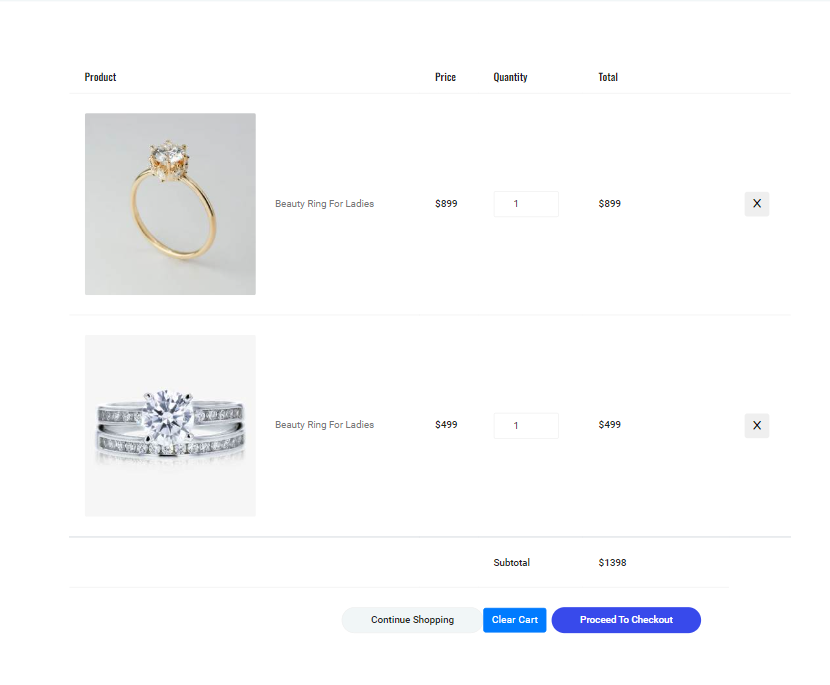 Product Price Quantity Total
Beauty Ring For Ladies $899 1 $899 X
Beauty Ring For Ladies $499 1 $499 X
Subtotal $1398
Continue Shopping Clear Cart Proceed To Checkout